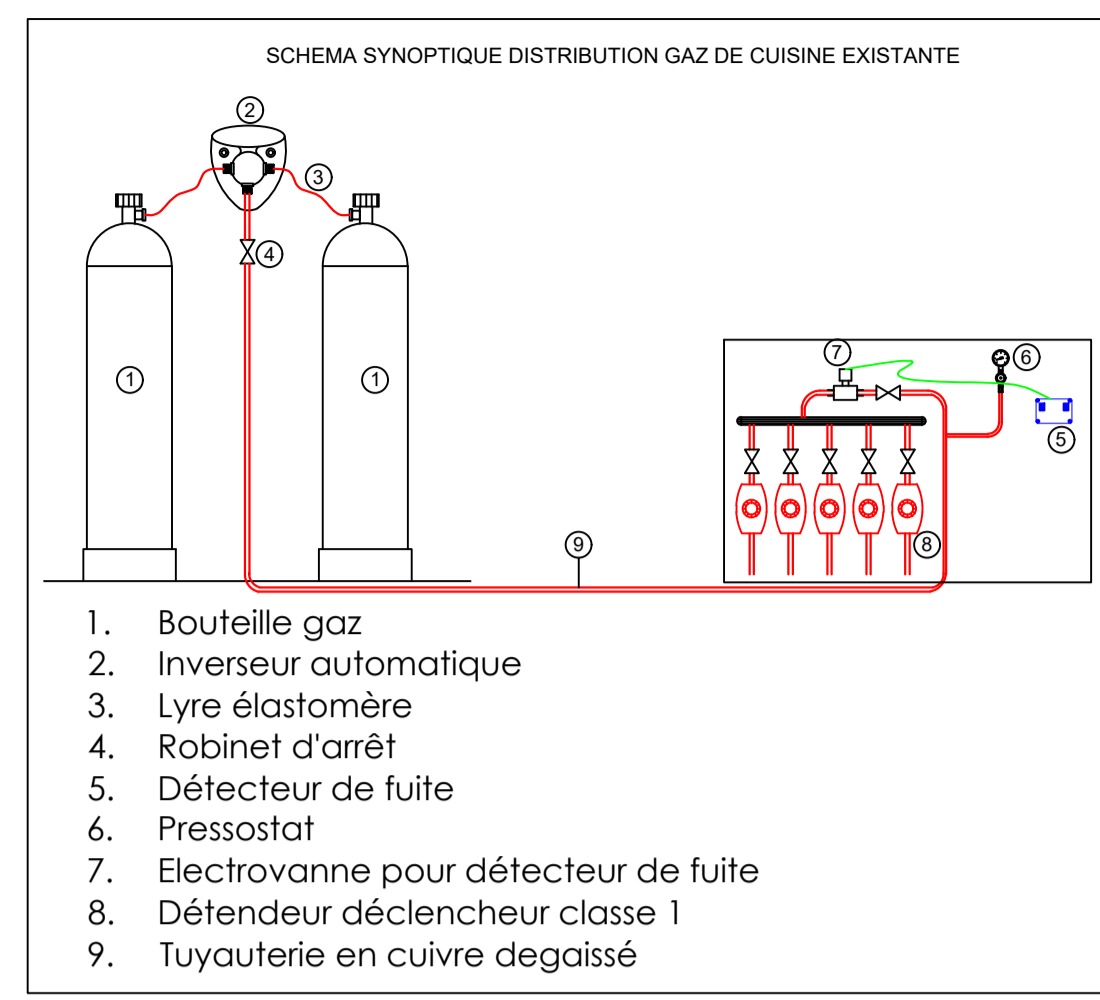 SCHEMA SYNOPTIQUE DISTRIBUTION GAZ DE CUISINE EXISTANTE
2
3
4
1
1
7
6
5
8
9
1. Bouteille gaz
2. Inverseur automatique
3. Lyre élastomère
4. Robinet d'arrêt
5. Détecteur de fuite
6. Pressostat
7. Electrovanne pour détecteur de fuite
8. Détendeur déclencheur classe 1
9. Tuyauterie en cuivre degaissé